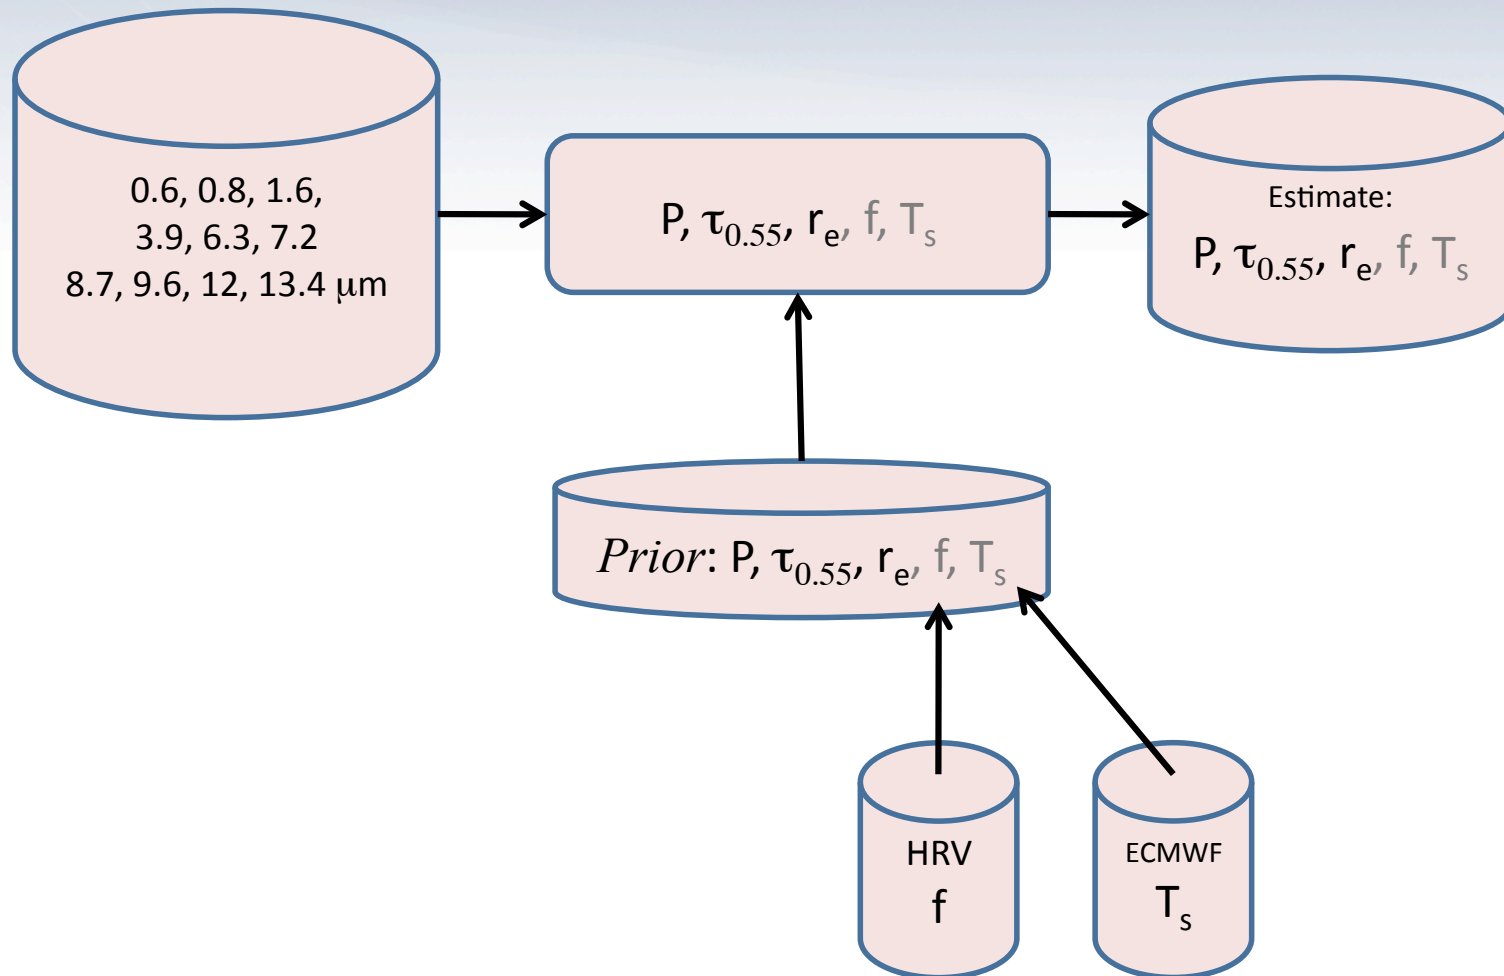 0.6, 0.8, 1.6,
3.9, 6.3, 7.2
8.7, 9.6, 12, 13.4 μm
P, τ0.55, re, f, Ts
Estimate:
P, τ0.55, re, f, Ts
Prior: P, τ0.55, re, f, Ts
HRV
f
ECMWF
Ts